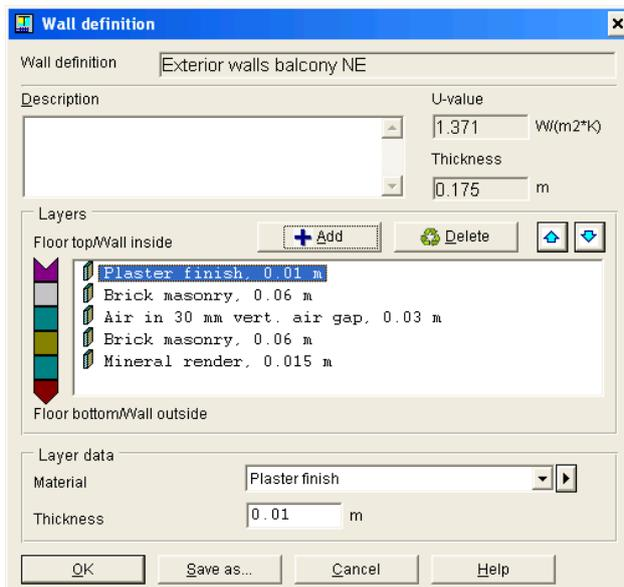 Wall definition
Wall definition Exterior walls balcony NE
Description
U-value
1.371 W/(m2*K)
Thickness
0.175 m
Layers
Floor top/Wall inside
Add Delete
Plaster finish, 0.01 m
Brick masonry, 0.06 m
Air in 30 mm vert. air gap, 0.03 m
Brick masonry, 0.06 m
Mineral render, 0.015 m
Floor bottom/Wall outside
Layer data
Material Plaster finish
Thickness 0.01 m
OK Save as... Cancel Help